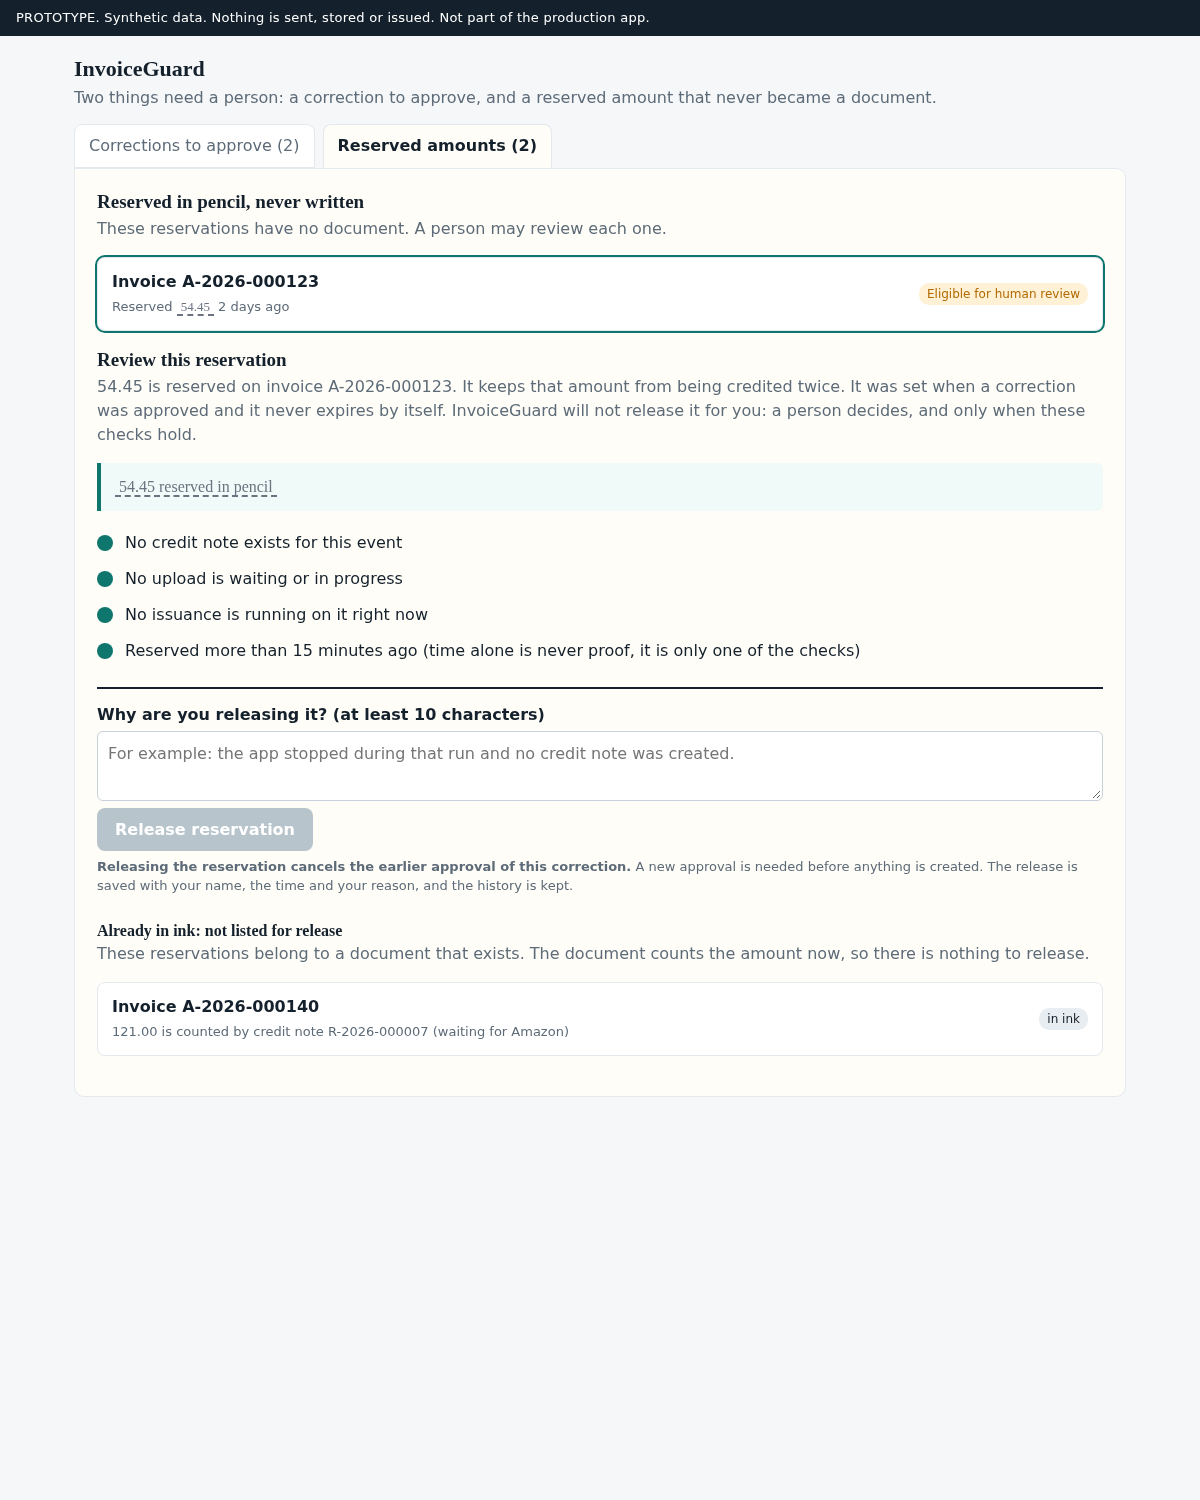 PROTOTYPE. Synthetic data. Nothing is sent, stored or issued. Not part of the production app.
InvoiceGuard
Two things need a person: a correction to approve, and a reserved amount that never became a document.
Corrections to approve (2)
Reserved amounts (2)
Reserved in pencil, never written
These reservations have no document. A person may review each one.
Invoice A-2026-000123
Reserved 54.45 2 days ago
Eligible for human review
Review this reservation
54.45 is reserved on invoice A-2026-000123. It keeps that amount from being credited twice. It was set when a correction
was approved and it never expires by itself. InvoiceGuard will not release it for you: a person decides, and only when these
checks hold.
54.45 reserved in pencil
No credit note exists for this event
No upload is waiting or in progress
No issuance is running on it right now
Reserved more than 15 minutes ago (time alone is never proof, it is only one of the checks)
Why are you releasing it? (at least 10 characters)
For example: the app stopped during that run and no credit note was created.
Release reservation
Releasing the reservation cancels the earlier approval of this correction. A new approval is needed before anything is created. The release is
saved with your name, the time and your reason, and the history is kept.
Already in ink: not listed for release
These reservations belong to a document that exists. The document counts the amount now, so there is nothing to release.
Invoice A-2026-000140
121.00 is counted by credit note R-2026-000007 (waiting for Amazon)
in ink